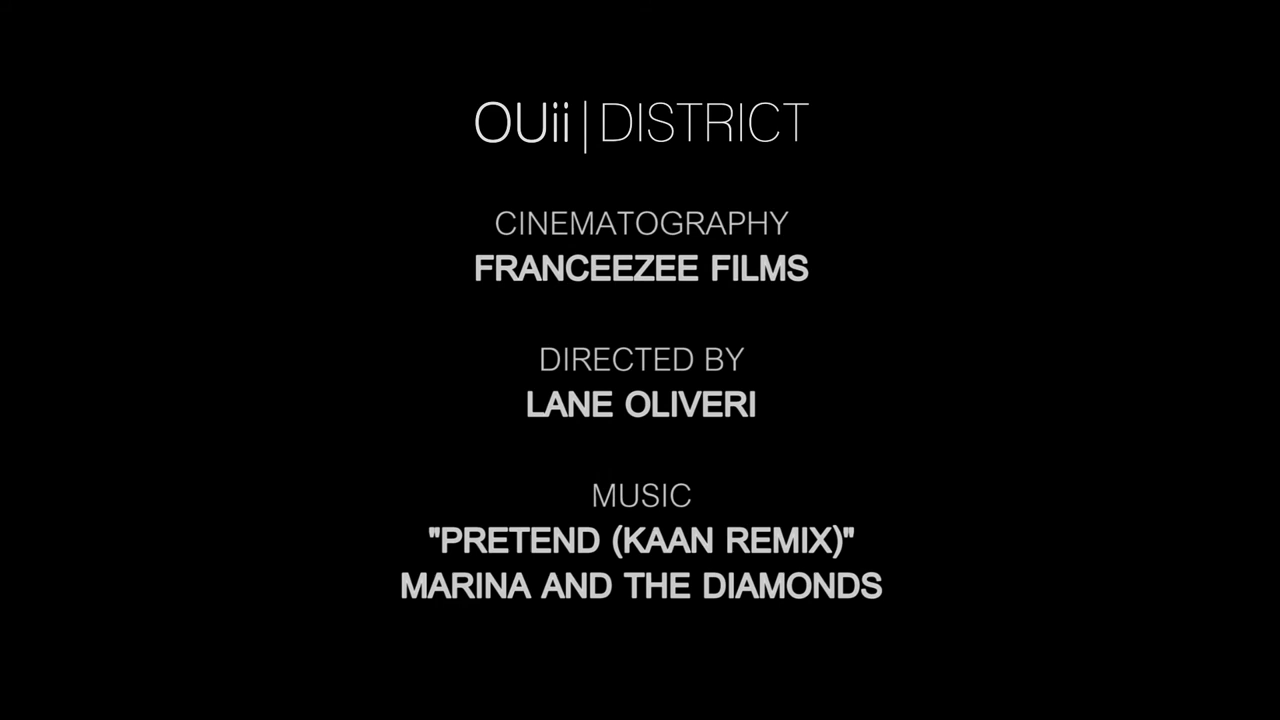 OUii | DISTRICT
CINEMATOGRAPHY
FRANCEEZEE FILMS
DIRECTED BY
LANE OLIVERI
MUSIC
"PRETEND (KAAN REMIX)"
MARINA AND THE DIAMONDS